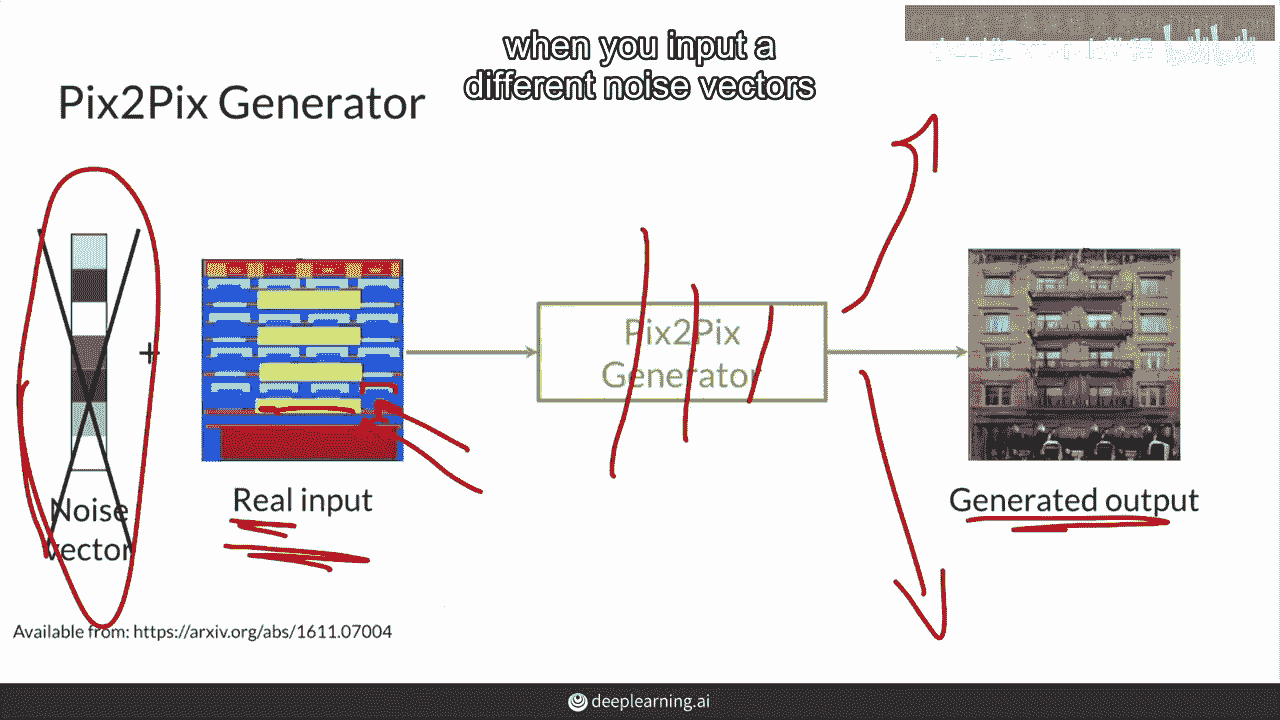 when you input a
different noise vectors
Pix2Pix Generator
Pix2Pix
Generator
Noise
vector
Real input
Generated output
Available from: https://arxiv.org/abs/1611.07004
deeplearning.ai